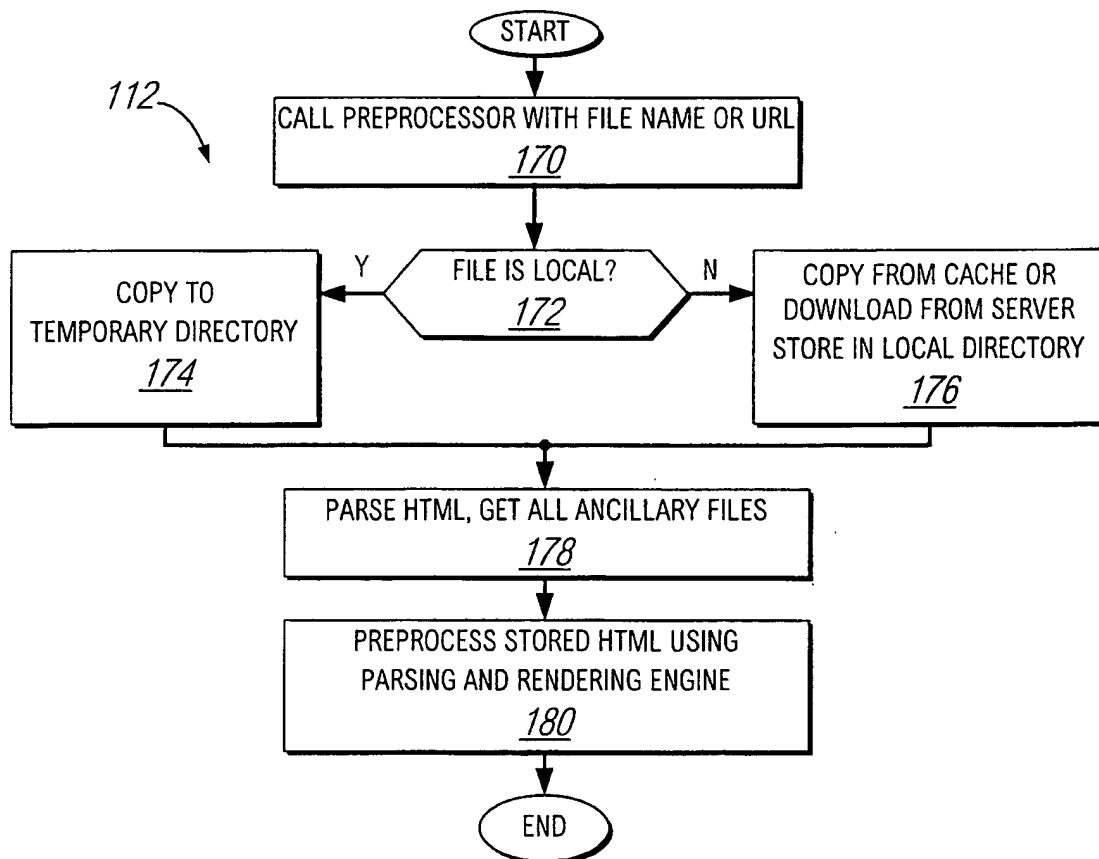 START
112
CALL PREPROCESSOR WITH FILE NAME OR URL
170
FILE IS LOCAL?
172
Y
N
COPY TO
TEMPORARY DIRECTORY
174
COPY FROM CACHE OR
DOWNLOAD FROM SERVER
STORE IN LOCAL DIRECTORY
176
PARSE HTML, GET ALL ANCILLARY FILES
178
PREPROCESS STORED HTML USING
PARSING AND RENDERING ENGINE
180
END